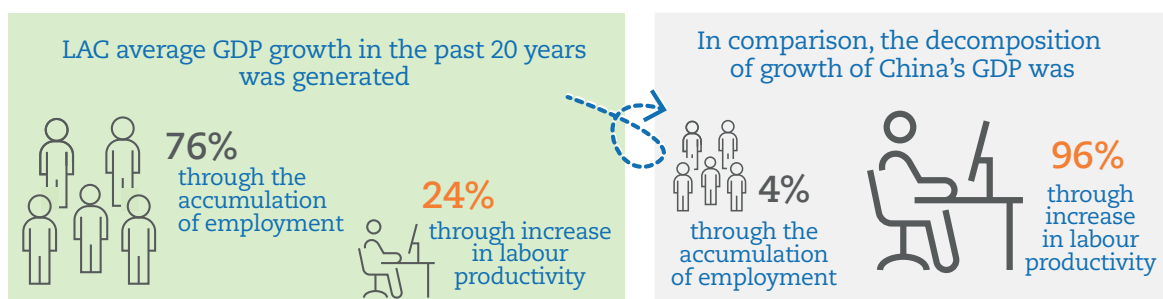 LAC average GDP growth in the past 20 years
was generated
76%
through the
accumulation
of employment
24%
through increase
in labour
productivity
In comparison, the decomposition
of growth of China's GDP was
4%
through the
accumulation
of employment
96%
through
increase
in labour
productivity